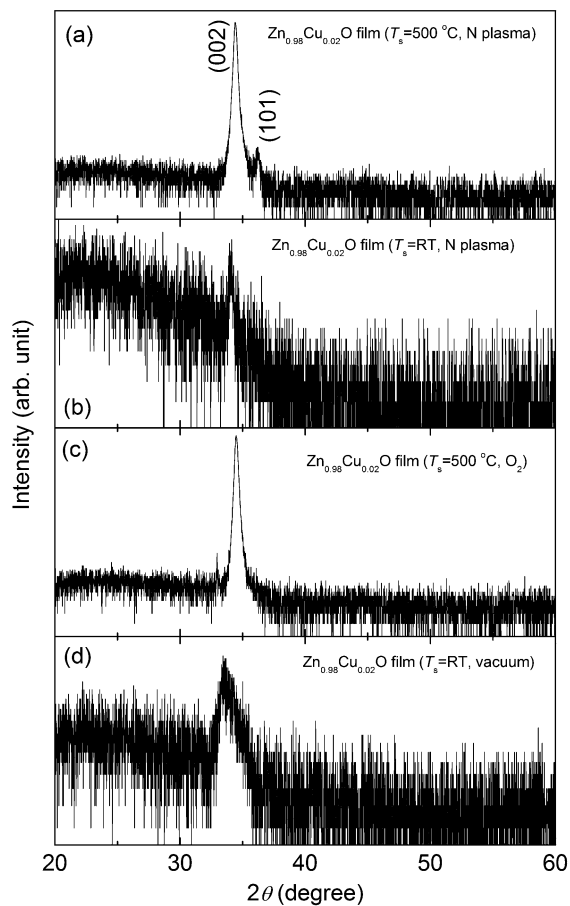 (a)
Zn0.98Cu0.02O film (Ts=500 °C, N plasma)
(002)
(101)
Zn0.98Cu0.02O film (Ts=RT, N plasma)
(b)
(c)
Zn0.98Cu0.02O film (Ts=500 °C, O2)
(d)
Zn0.98Cu0.02O film (Ts=RT, vacuum)
Intensity (arb. unit)
20 30 40 50 60
2θ (degree)